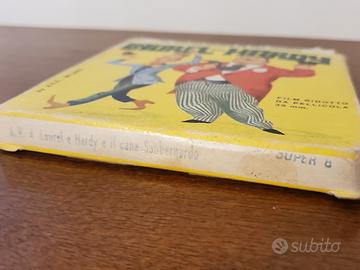 LAUREL HARDY
FILM RIDOTTO
DA PELLICOLA
35 mm.
Laurel e Hardy e il cane Sanbernardo
SUPER 8
subito